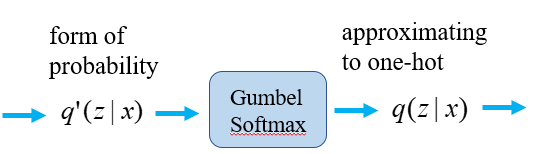 form of
probability
q'(z|x)
Gumbel
Softmax
approximating
to one-hot
q(z|x)